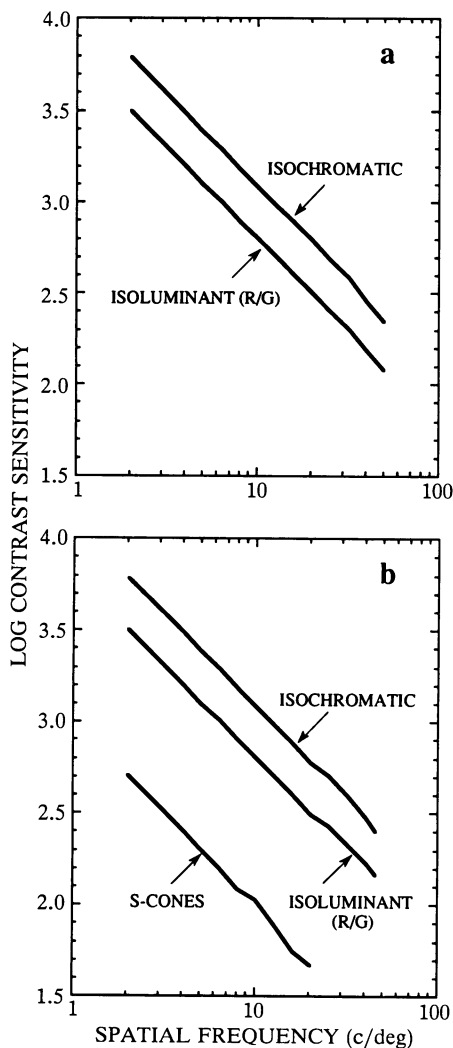 4.0
a
3.5
ISOCHROMATIC
3.0
ISOLUMINANT (R/G)
2.5
2.0
1.5
1
10
100
LOG CONTRAST SENSITIVITY
4.0
b
3.5
ISOCHROMATIC
3.0
2.5
S-CONES
ISOLUMINANT
(R/G)
2.0
1.5
1
10
100
SPATIAL FREQUENCY (c/deg)